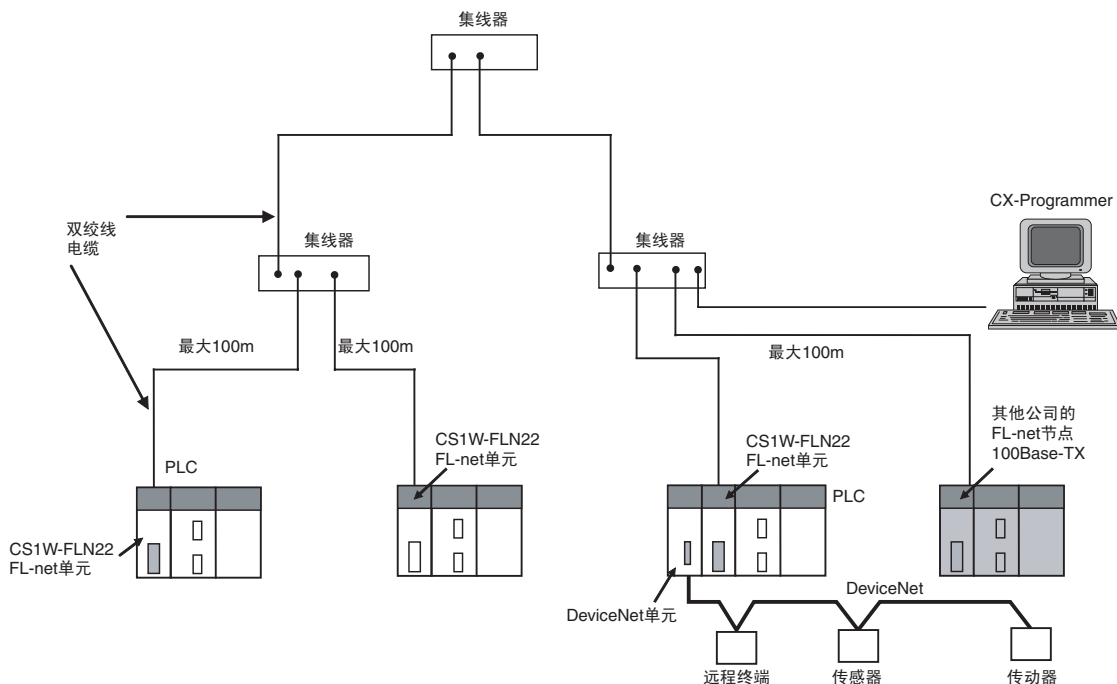 集线器
CX-Programmer
双绞线
电缆
集线器
集线器
最大100m
最大100m
最大100m
PLC
CS1W-FLN22
FL-net单元
CS1W-FLN22
FL-net单元
其他公司的
FL-net节点
100Base-TX
PLC
CS1W-FLN22
FL-net单元
DeviceNet单元
DeviceNet
远程终端
传感器
传动器